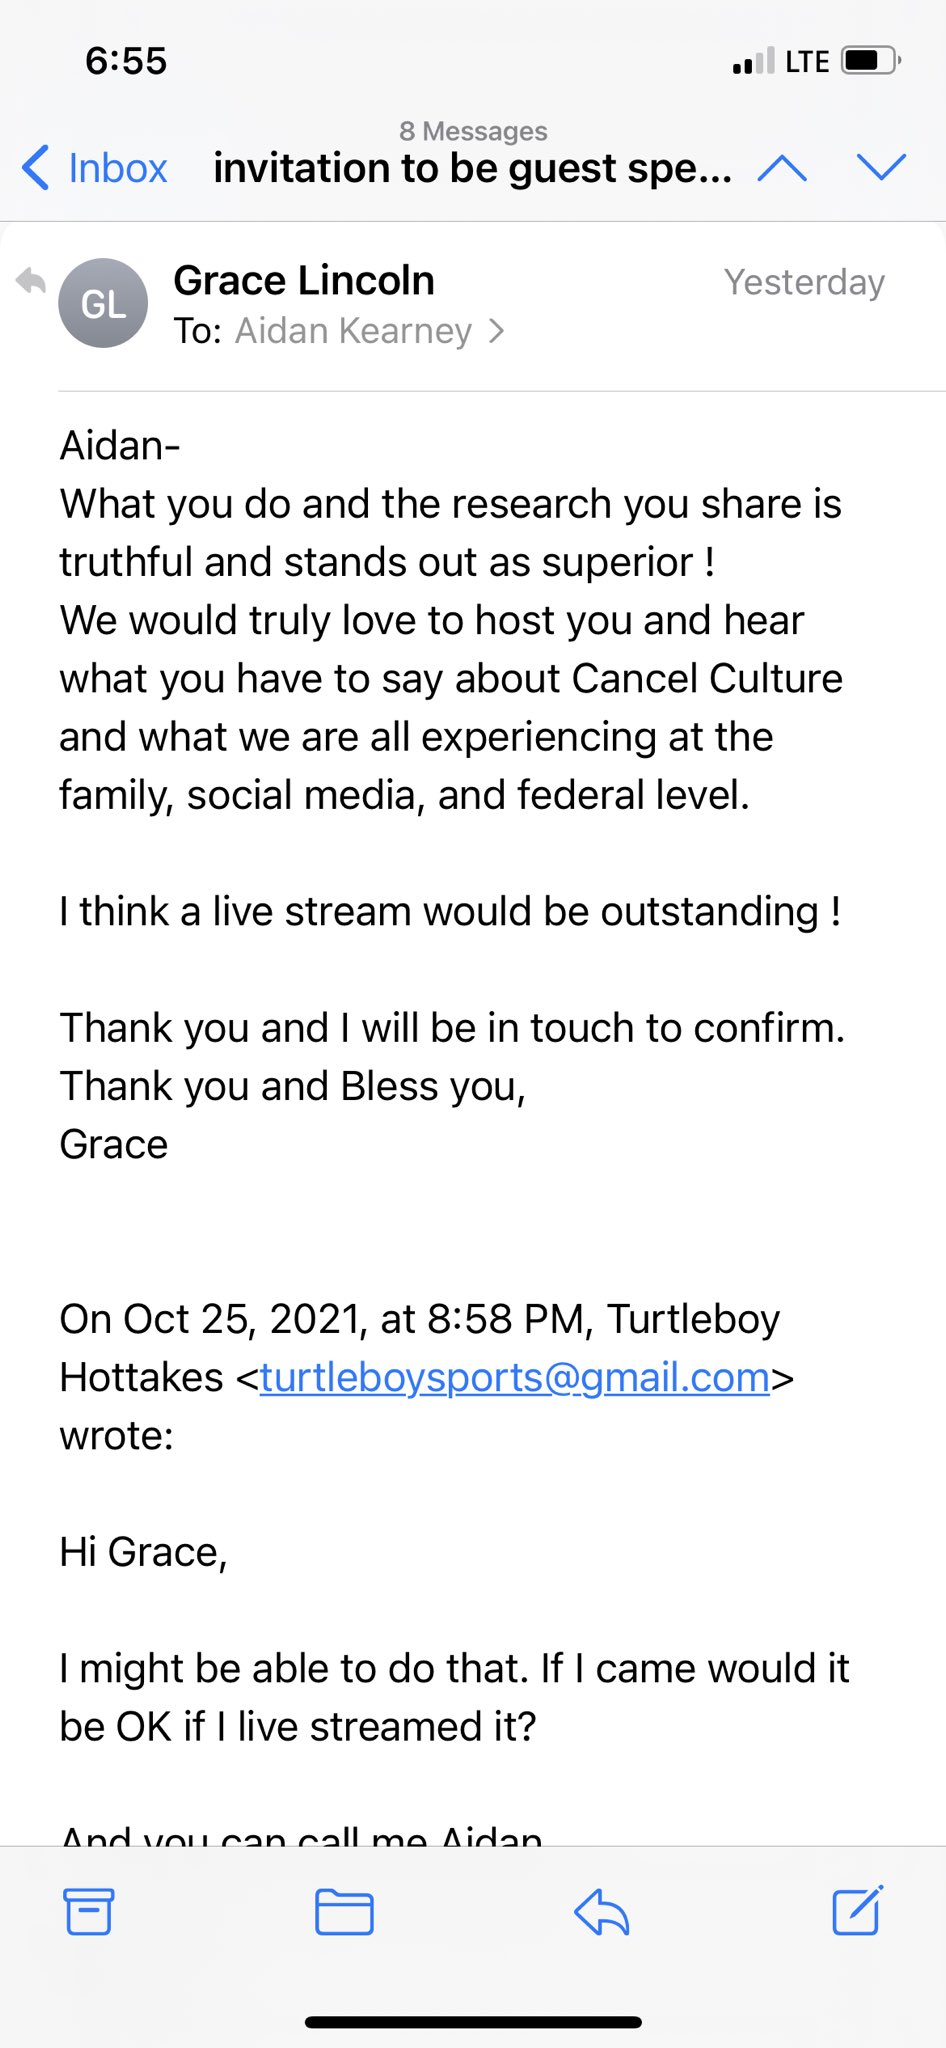 6:55
LTE
8 Messages
Inbox
invitation to be guest spe...
GL
Grace Lincoln
Yesterday
To: Aidan Kearney
Aidan-
What you do and the research you share is
truthful and stands out as superior !
We would truly love to host you and hear
what you have to say about Cancel Culture
and what we are all experiencing at the
family, social media, and federal level.
I think a live stream would be outstanding !
Thank you and I will be in touch to confirm.
Thank you and Bless you,
Grace
On Oct 25, 2021, at 8:58 PM, Turtleboy
Hottakes <turtleboysports@gmail.com>
wrote:
Hi Grace,
I might be able to do that. If I came would it
be OK if I live streamed it?
And you can call me Aidan